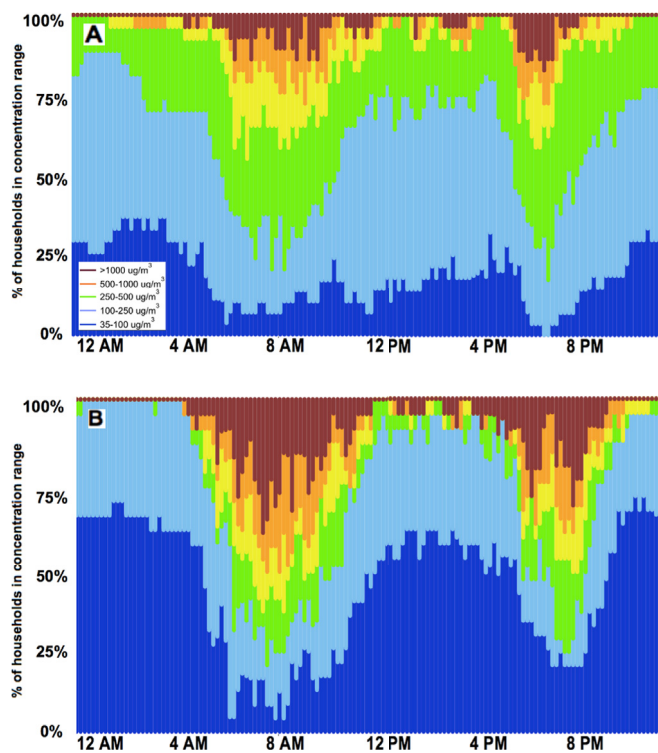 A
% of households in concentration range
100%
75%
50%
25%
0%
>1000 ug/m³
500-1000 ug/m³
250-500 ug/m³
100-250 ug/m³
35-100 ug/m³
12 AM 4 AM 8 AM 12 PM 4 PM 8 PM
B
% of households in concentration range
100%
75%
50%
25%
0%
12 AM 4 AM 8 AM 12 PM 4 PM 8 PM